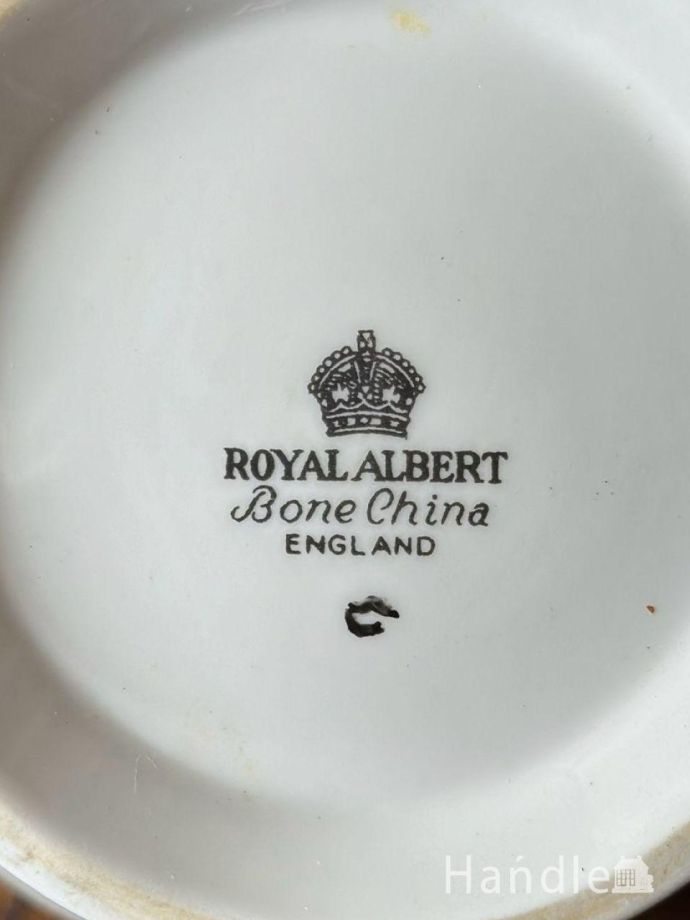 ROYAL ALBERT
Bone China
ENGLAND
C
Handle